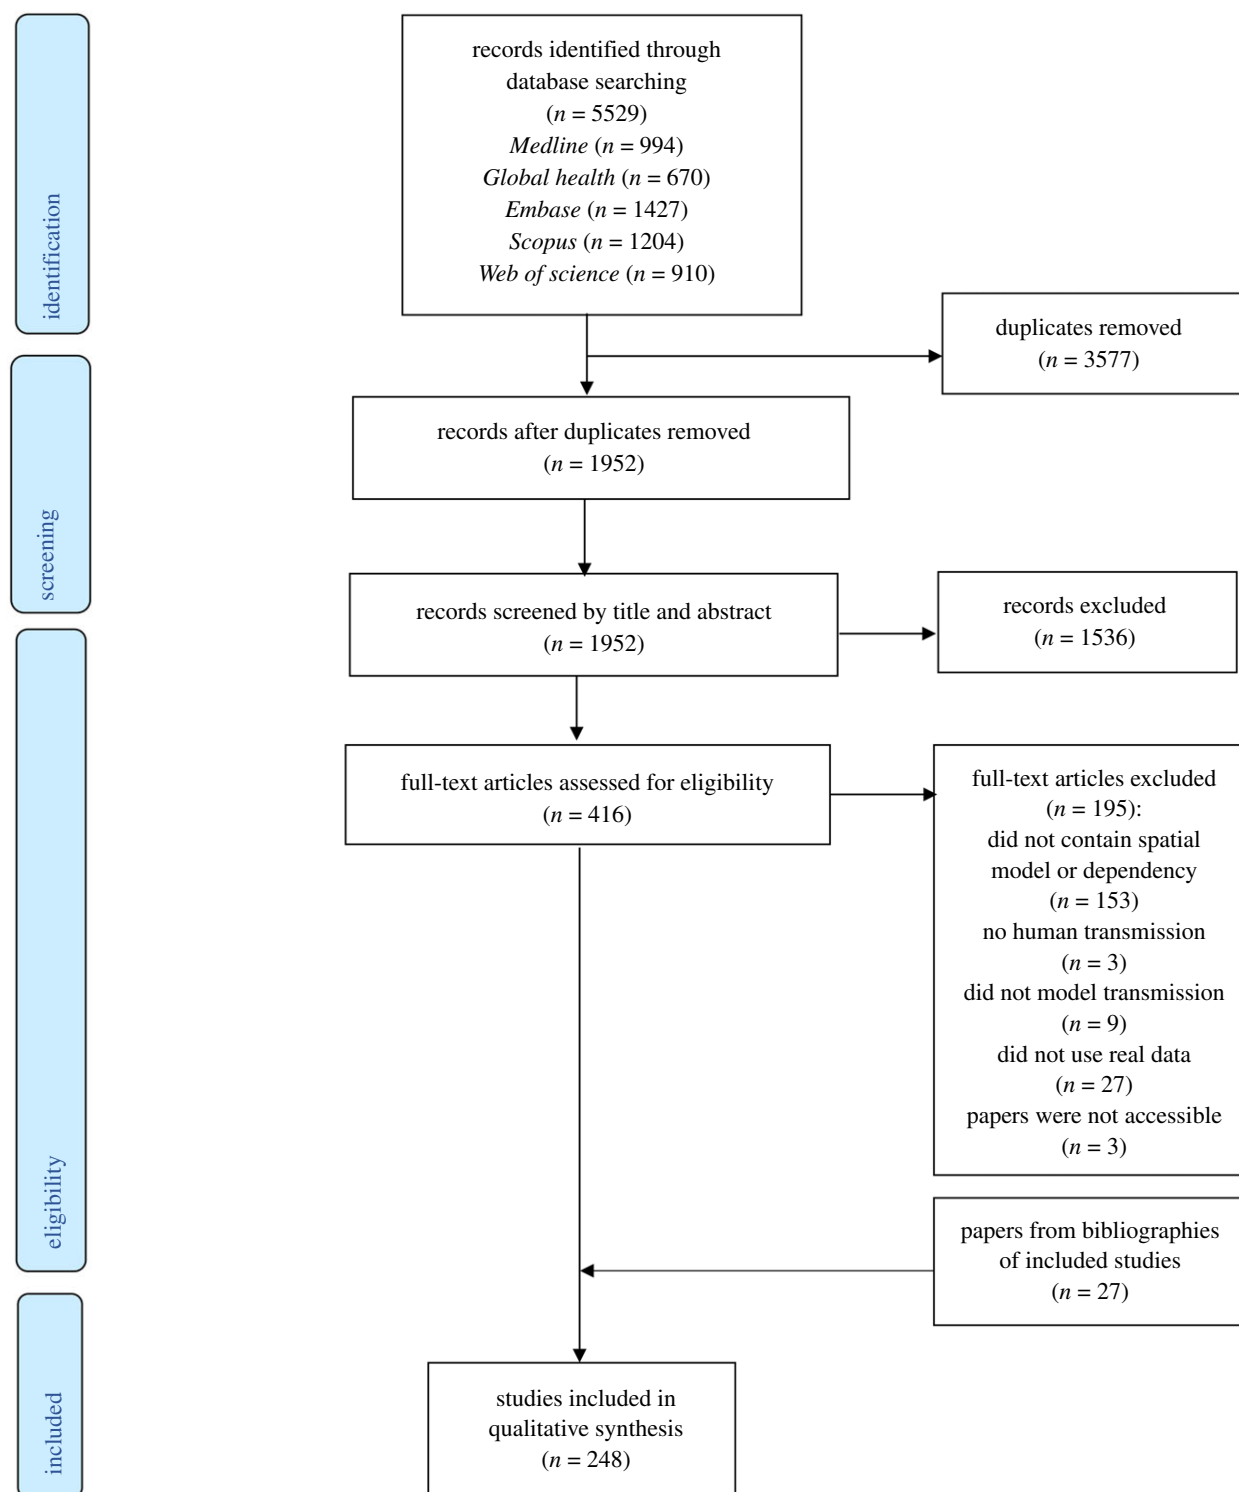 identification
records identified through
database searching
(n = 5529)
Medline (n = 994)
Global health (n = 670)
Embase (n = 1427)
Scopus (n = 1204)
Web of science (n = 910)
duplicates removed
(n = 3577)
screening
records after duplicates removed
(n = 1952)
records screened by title and abstract
(n = 1952)
records excluded
(n = 1536)
eligibility
full-text articles assessed for eligibility
(n = 416)
full-text articles excluded
(n = 195):
did not contain spatial
model or dependency
(n = 153)
no human transmission
(n = 3)
did not model transmission
(n = 9)
did not use real data
(n = 27)
papers were not accessible
(n = 3)
papers from bibliographies
of included studies
(n = 27)
included
studies included in
qualitative synthesis
(n = 248)